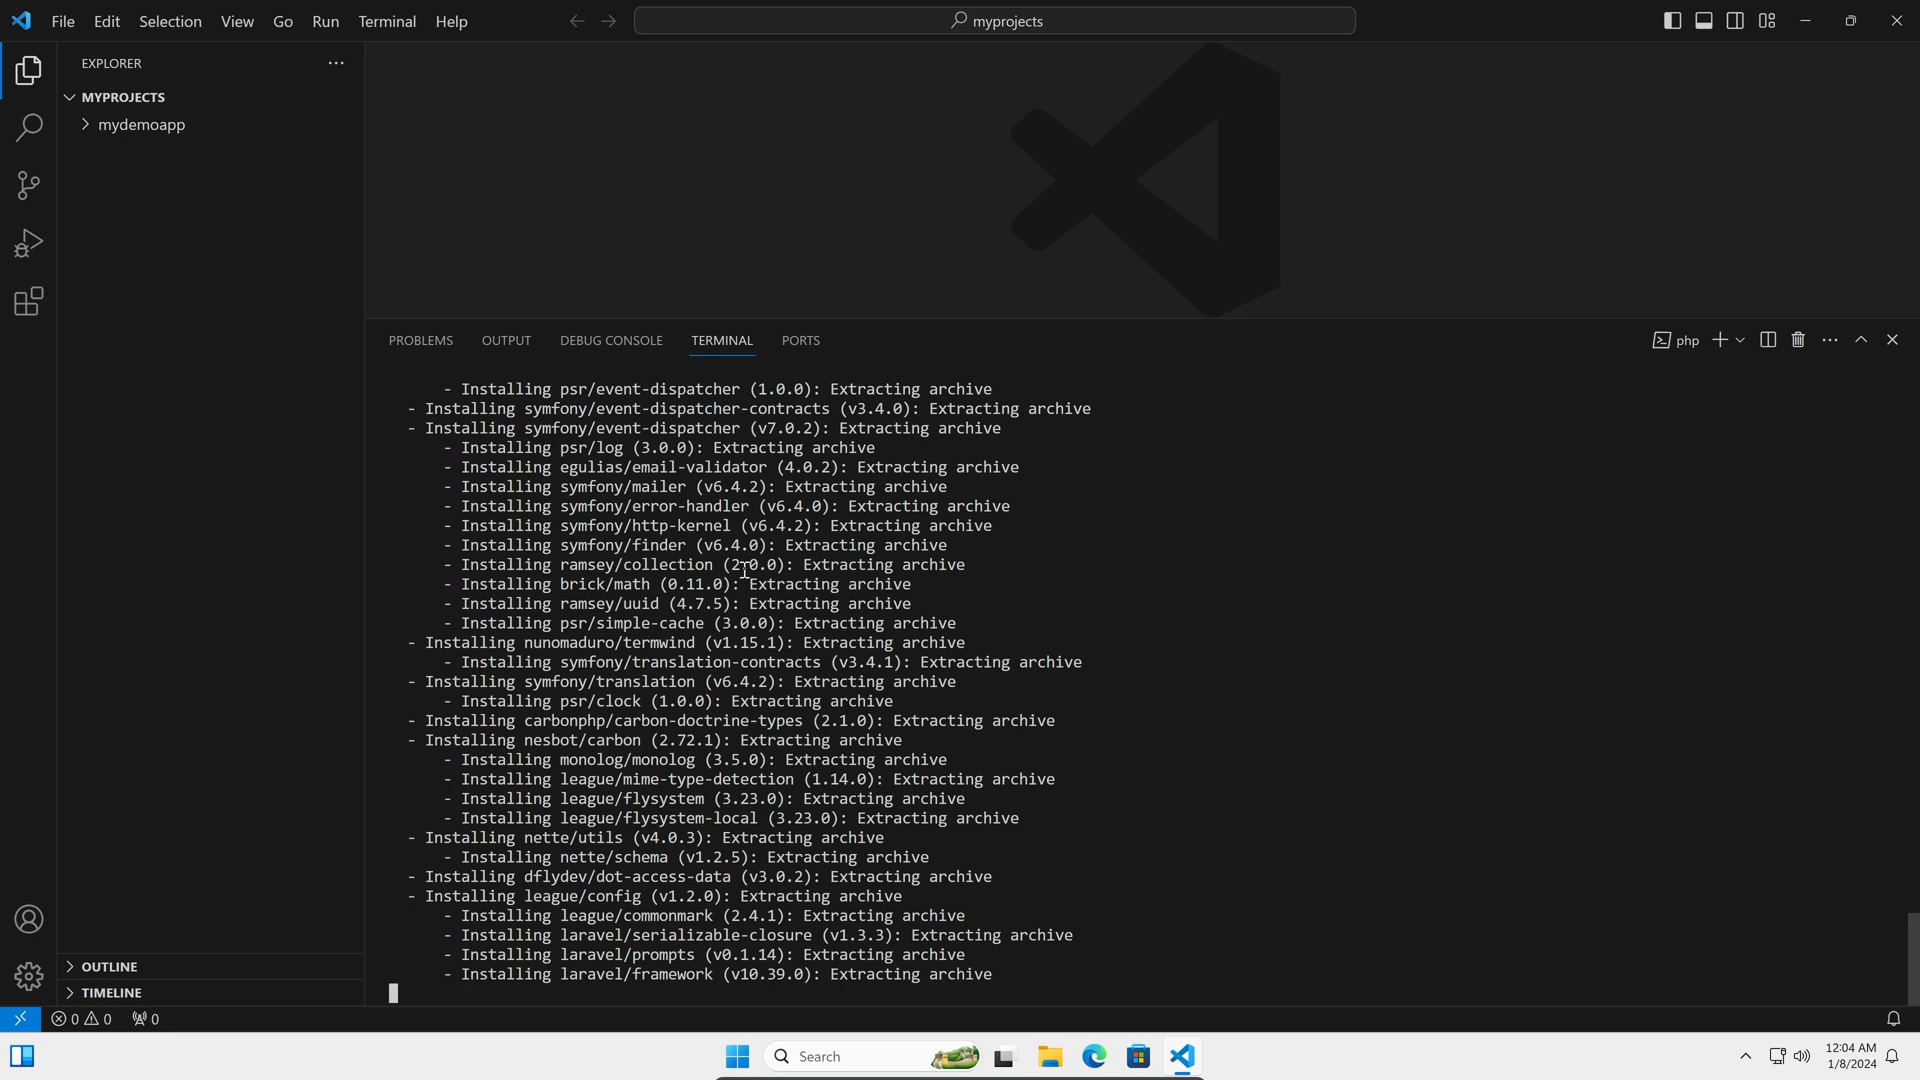 File Edit Selection View Go Run Terminal Help myprojects
EXPLORER
MYPROJECTS
mydemoapp
PROBLEMS OUTPUT DEBUG CONSOLE TERMINAL PORTS php
- Installing psr/event-dispatcher (1.0.0): Extracting archive
- Installing symfony/event-dispatcher-contracts (v3.4.0): Extracting archive
- Installing symfony/event-dispatcher (v7.0.2): Extracting archive
- Installing psr/log (3.0.0): Extracting archive
- Installing egulias/email-validator (4.0.2): Extracting archive
- Installing symfony/mailer (v6.4.2): Extracting archive
- Installing symfony/error-handler (v6.4.0): Extracting archive
- Installing symfony/http-kernel (v6.4.2): Extracting archive
- Installing symfony/finder (v6.4.0): Extracting archive
- Installing ramsey/collection (2.0.0): Extracting archive
- Installing brick/math (0.11.0): Extracting archive
- Installing ramsey/uuid (4.7.5): Extracting archive
- Installing psr/simple-cache (3.0.0): Extracting archive
- Installing nunomaduro/termwind (v1.15.1): Extracting archive
- Installing symfony/translation-contracts (v3.4.1): Extracting archive
- Installing symfony/translation (v6.4.2): Extracting archive
- Installing psr/clock (1.0.0): Extracting archive
- Installing carbonphp/carbon-doctrine-types (2.1.0): Extracting archive
- Installing nesbot/carbon (2.72.1): Extracting archive
- Installing monolog/monolog (3.5.0): Extracting archive
- Installing league/mime-type-detection (1.14.0): Extracting archive
- Installing league/flysystem (3.23.0): Extracting archive
- Installing league/flysystem-local (3.23.0): Extracting archive
- Installing nette/utils (v4.0.3): Extracting archive
- Installing nette/schema (v1.2.5): Extracting archive
- Installing dflydev/dot-access-data (v3.0.2): Extracting archive
- Installing league/config (v1.2.0): Extracting archive
- Installing league/commonmark (2.4.1): Extracting archive
- Installing laravel/serializable-closure (v1.3.3): Extracting archive
- Installing laravel/prompts (v0.1.14): Extracting archive
- Installing laravel/framework (v10.39.0): Extracting archive
OUTLINE
TIMELINE
0 0 0
Search
12:04 AM
1/8/2024